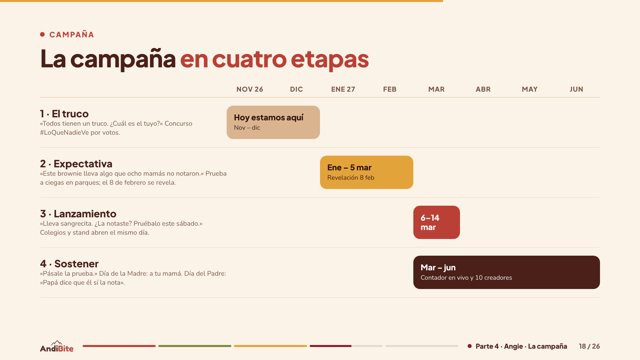 CAMPAÑA
La campaña en cuatro etapas
NOV 26 DIC ENE 27 FEB MAR ABR MAY JUN
1 · El truco
«Todos tienen un truco. ¿Cuál es el tuyo?» Concurso
#LoQueNadieVe por votos.
Hoy estamos aquí
Nov – dic
2 · Expectativa
«Este brownie lleva algo que ocho mamás no notaron.» Prueba
a ciegas en parques; el 8 de febrero se revela.
Ene – 5 mar
Revelación 8 feb
3 · Lanzamiento
«Lleva sangrecita. ¿La notaste? Pruébalo este sábado.»
Colegios y stand abren el mismo día.
6–14
mar
4 · Sostener
«Pásale la prueba.» Día de la Madre: a tu mamá. Día del Padre:
«Papá dice que él sí la nota».
Mar – jun
Contador en vivo y 10 creadores
AndiBite
Parte 4 · Angie · La campaña 18 / 26